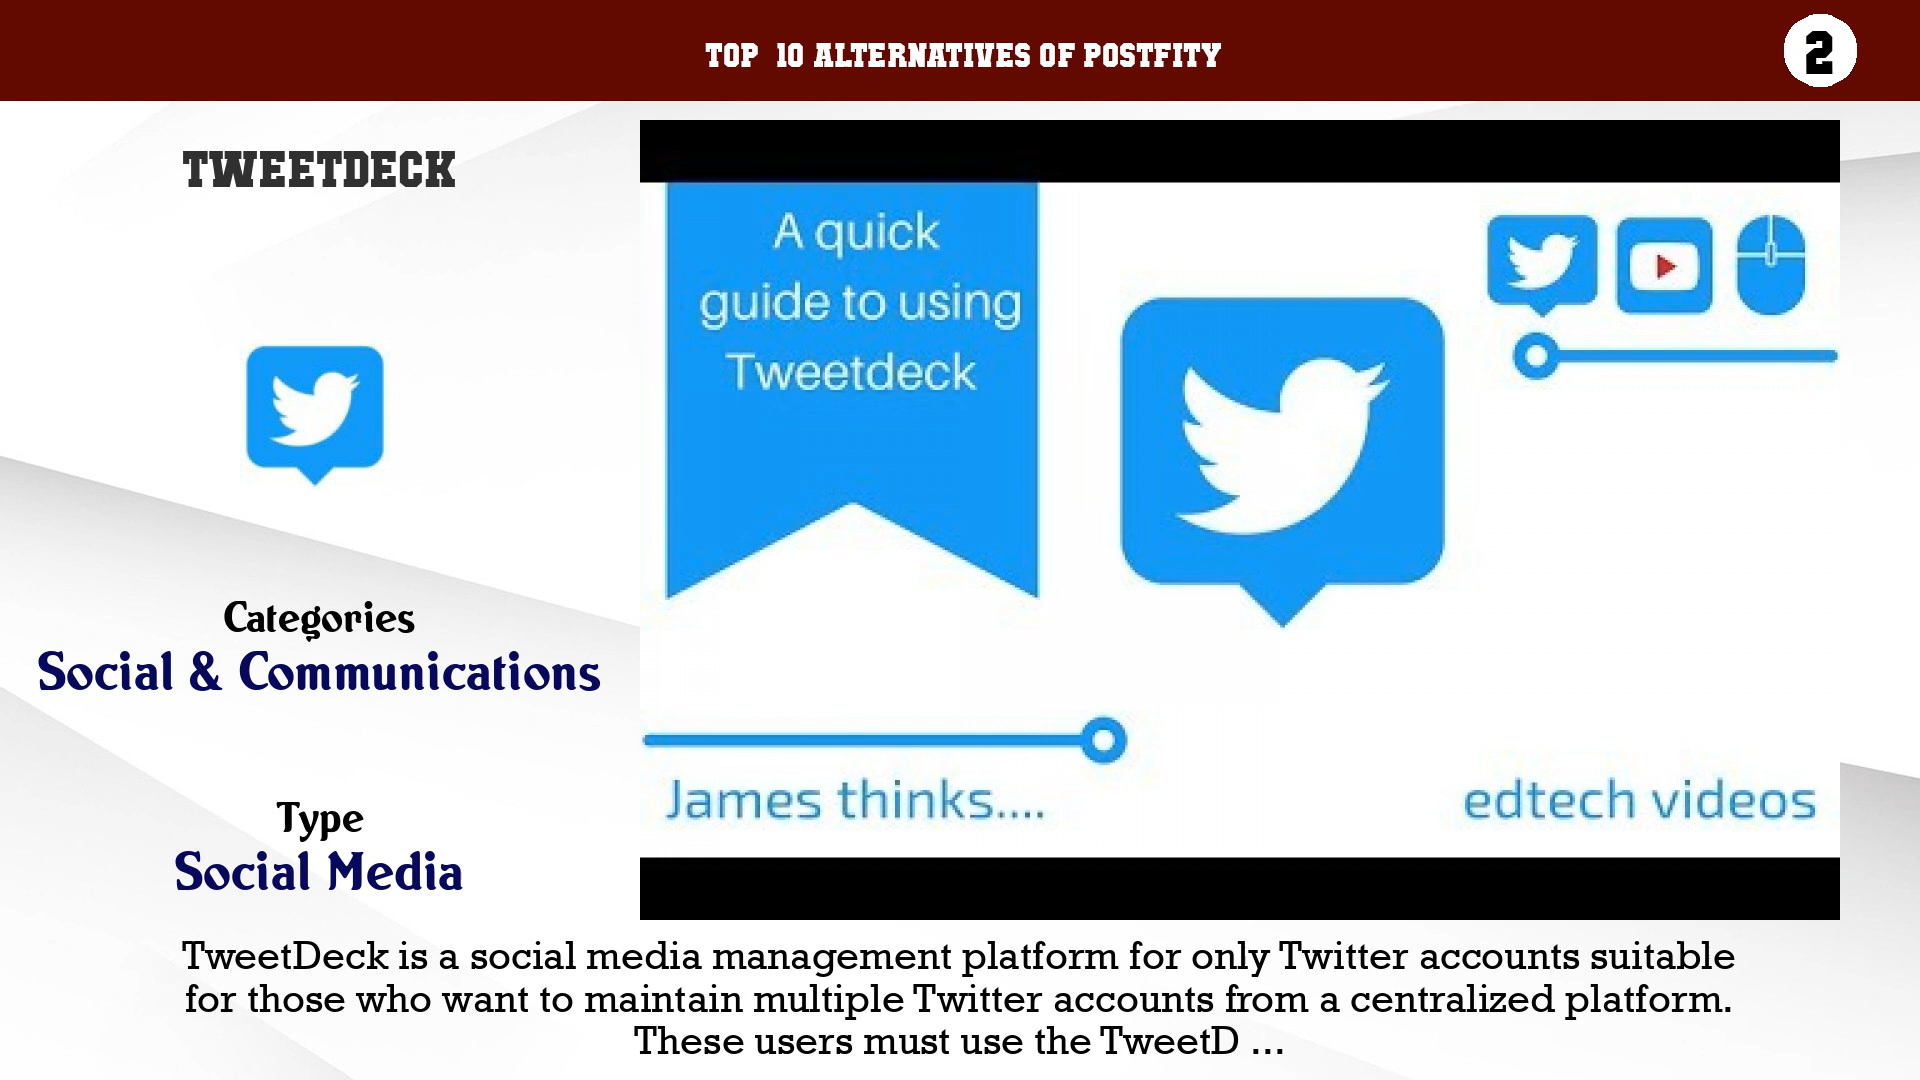 TOP 10 ALTERNATIVES OF POSTFITY
2
TWEETDECK
A quick
guide to using
Tweetdeck
Categories
Social & Communications
Type
Social Media
James thinks....
edtech videos
TweetDeck is a social media management platform for only Twitter accounts suitable
for those who want to maintain multiple Twitter accounts from a centralized platform.
These users must use the TweetD ...